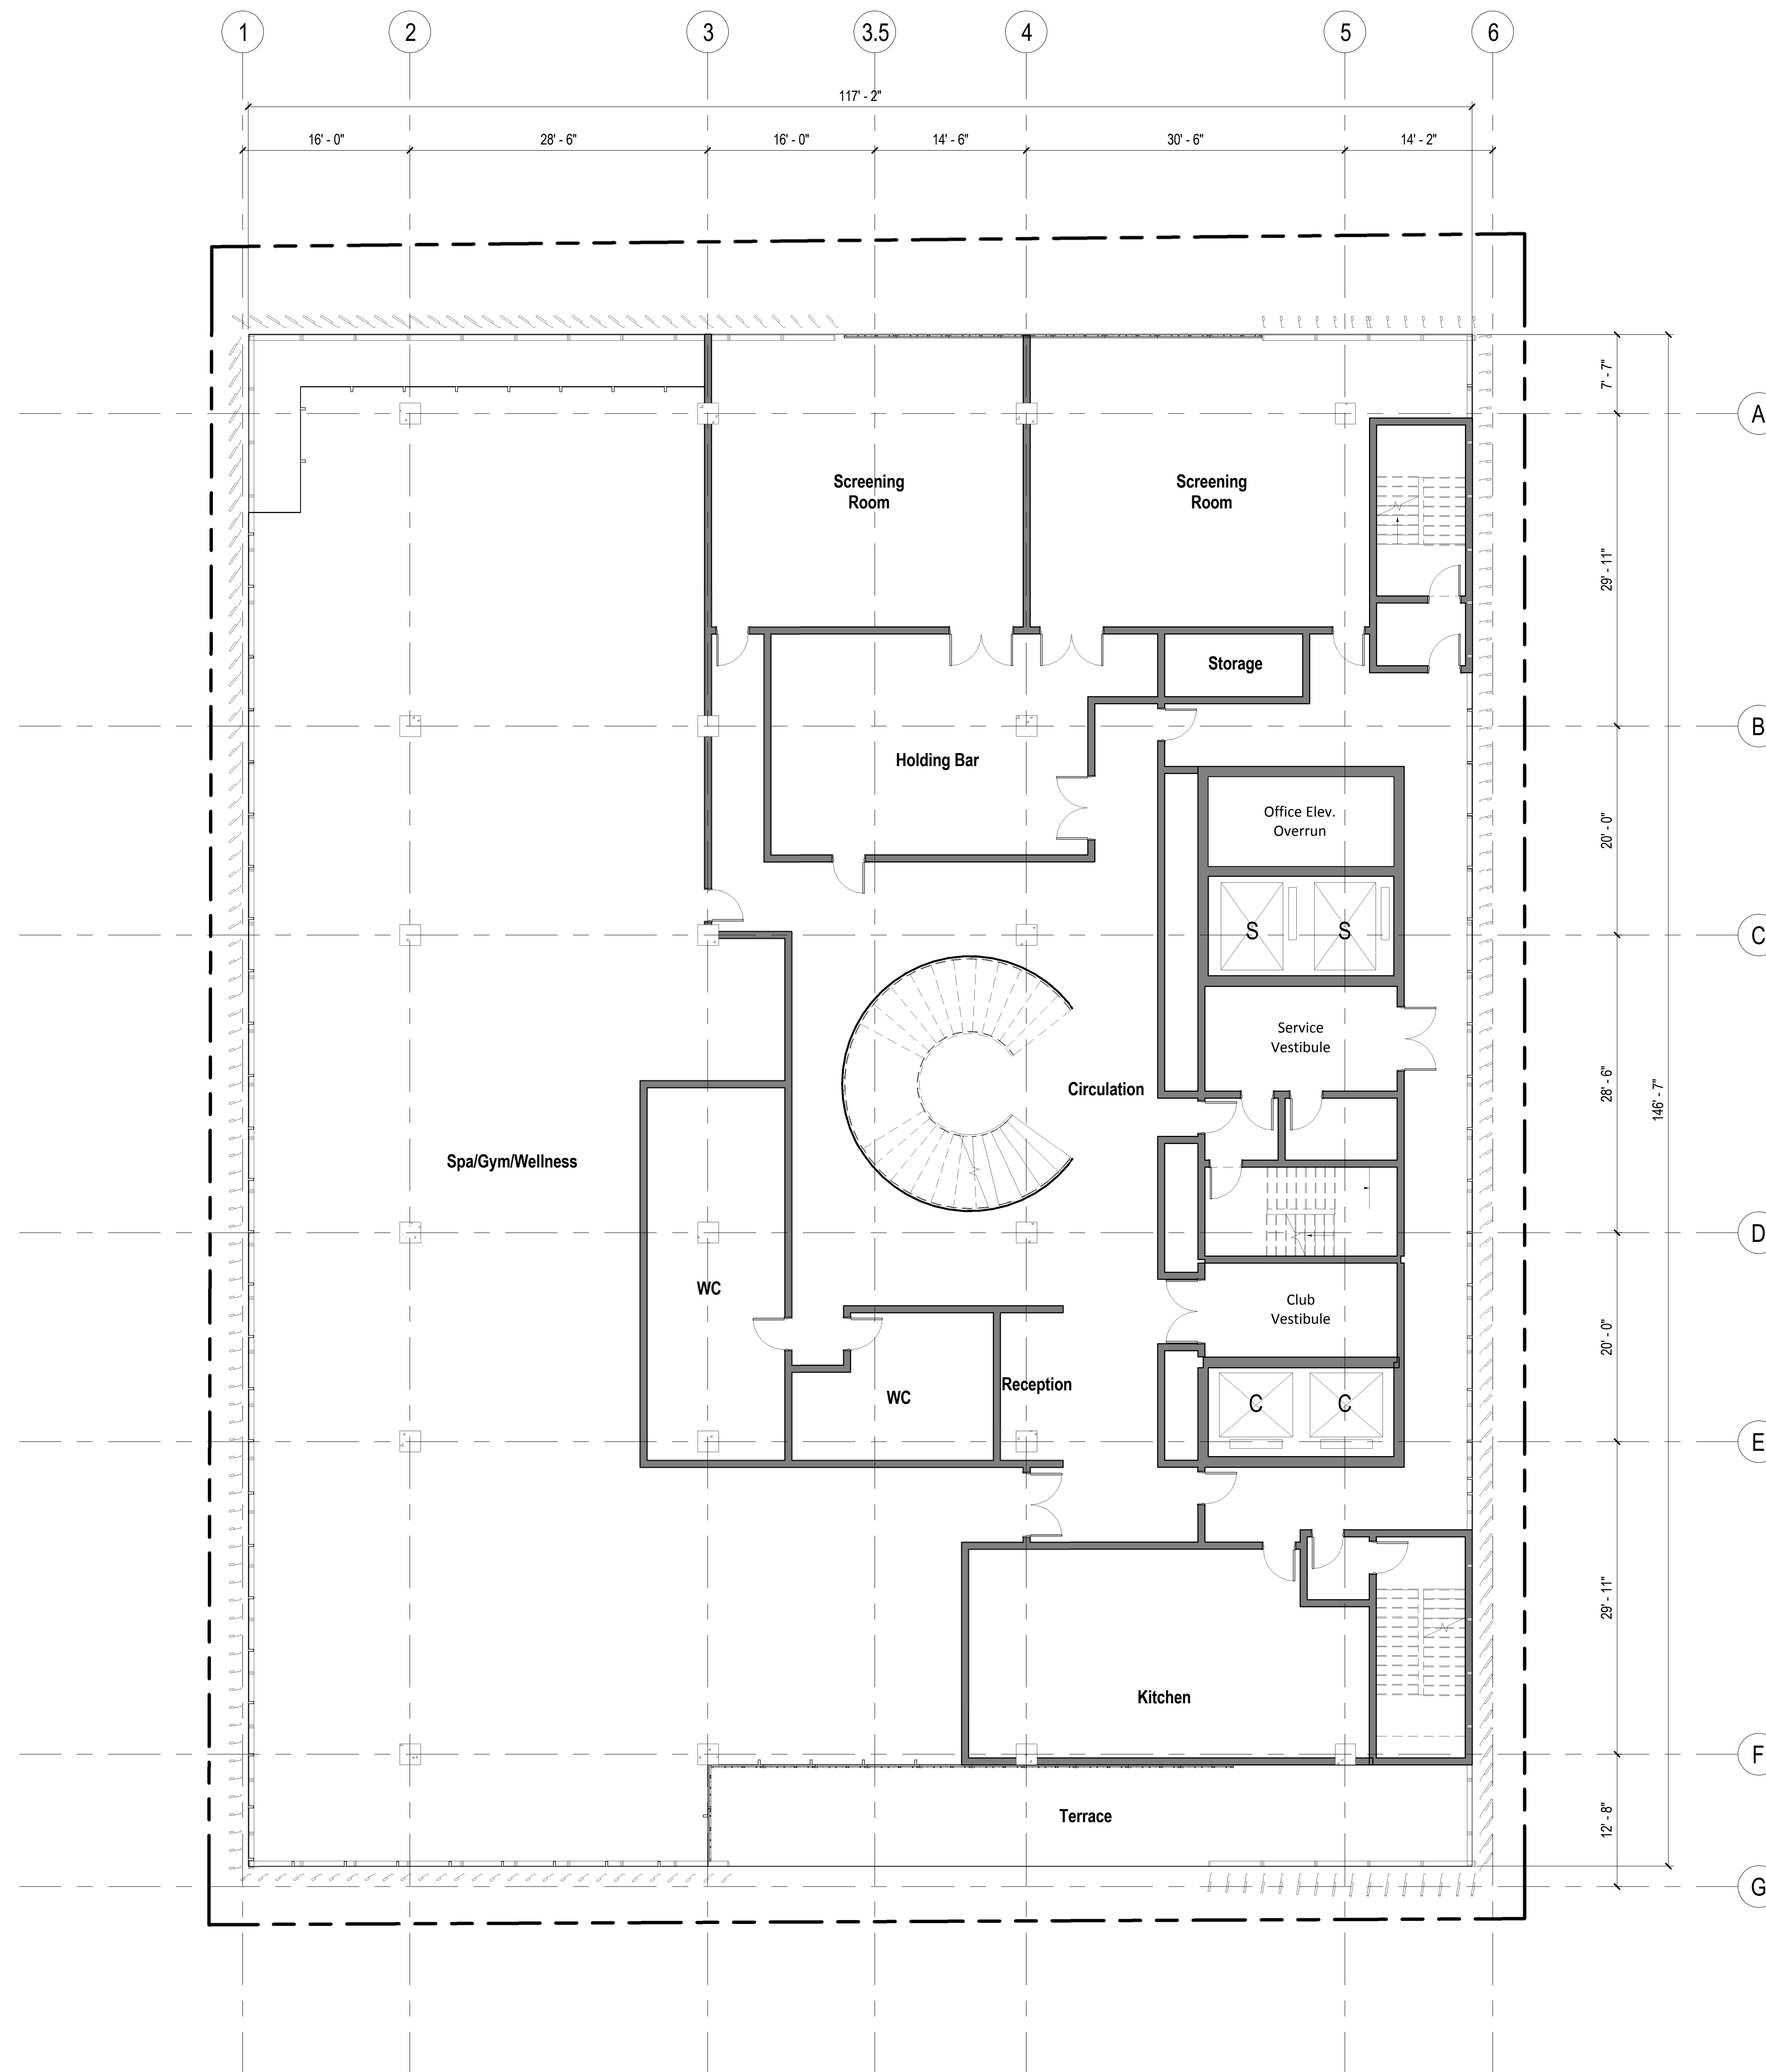 1
2
3
3.5
4
5
6
117' - 2"
16' - 0"
28' - 6"
16' - 0"
14' - 6"
30' - 6"
14' - 2"
7' - 7"
A
Screening
Room
Screening
Room
29' - 11"
Storage
B
Holding Bar
Office Elev.
Overrun
20' - 0"
S
S
C
Service
Vestibule
Circulation
28' - 6"
146' - 7"
Spa/Gym/Wellness
D
WC
Club
Vestibule
20' - 0"
Reception
WC
C
C
E
29' - 11"
Kitchen
F
Terrace
12' - 8"
G